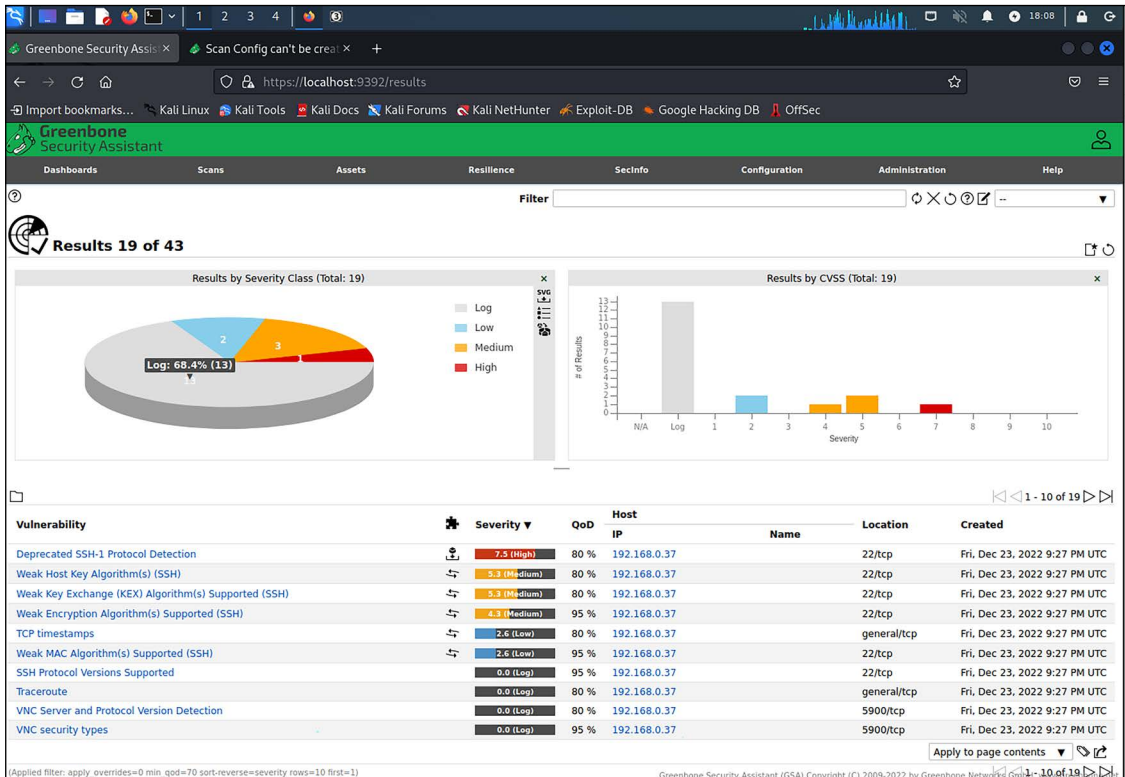 1 2 3 4 18:08
Greenbone Security Assis × Scan Config can't be creat × +
https://localhost:9392/results
Import bookmarks... Kali Linux Kali Tools Kali Docs Kali Forums Kali NetHunter Exploit-DB Google Hacking DB OffSec
Greenbone
Security Assistant
Dashboards Scans Assets Resilience SecInfo Configuration Administration Help
Filter --
Results 19 of 43
Results by Severity Class (Total: 19) ×
SVG
Log
Low
Medium
High
2
3
1
Log: 68.4% (13)
13
Results by CVSS (Total: 19) ×
# of Results
13
12
11
10
9
8
7
6
5
4
3
2
1
0
N/A Log 1 2 3 4 5 6 7 8 9 10
Severity
1 - 10 of 19
Vulnerability Severity ▼ QoD Host Location Created
IP Name
Deprecated SSH-1 Protocol Detection 7.5 (High) 80 % 192.168.0.37 22/tcp Fri, Dec 23, 2022 9:27 PM UTC
Weak Host Key Algorithm(s) (SSH) 5.3 (Medium) 80 % 192.168.0.37 22/tcp Fri, Dec 23, 2022 9:27 PM UTC
Weak Key Exchange (KEX) Algorithm(s) Supported (SSH) 5.3 (Medium) 80 % 192.168.0.37 22/tcp Fri, Dec 23, 2022 9:27 PM UTC
Weak Encryption Algorithm(s) Supported (SSH) 4.3 (Medium) 95 % 192.168.0.37 22/tcp Fri, Dec 23, 2022 9:27 PM UTC
TCP timestamps 2.6 (Low) 80 % 192.168.0.37 general/tcp Fri, Dec 23, 2022 9:27 PM UTC
Weak MAC Algorithm(s) Supported (SSH) 2.6 (Low) 95 % 192.168.0.37 22/tcp Fri, Dec 23, 2022 9:27 PM UTC
SSH Protocol Versions Supported 0.0 (Log) 95 % 192.168.0.37 22/tcp Fri, Dec 23, 2022 9:27 PM UTC
Traceroute 0.0 (Log) 80 % 192.168.0.37 general/tcp Fri, Dec 23, 2022 9:27 PM UTC
VNC Server and Protocol Version Detection 0.0 (Log) 80 % 192.168.0.37 5900/tcp Fri, Dec 23, 2022 9:27 PM UTC
VNC security types 0.0 (Log) 95 % 192.168.0.37 5900/tcp Fri, Dec 23, 2022 9:27 PM UTC
Apply to page contents ▼
(Applied filter: apply_overrides=0 min_qod=70 sort-reverse=severity rows=10 first=1) 1 - 10 of 19
Greenbone Security Assistant (GSA) Copyright (C) 2009-2022 by Greenbone Networks GmbH